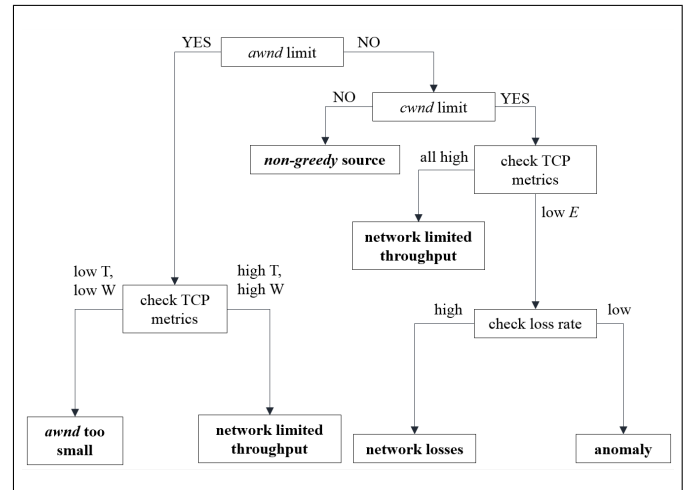 YES
awnd limit
NO
NO
cwnd limit
YES
non-greedy source
all high
check TCP
metrics
low E
network limited
throughput
low T,
low W
check TCP
metrics
high T,
high W
high
check loss rate
low
awnd too
small
network limited
throughput
network losses
anomaly